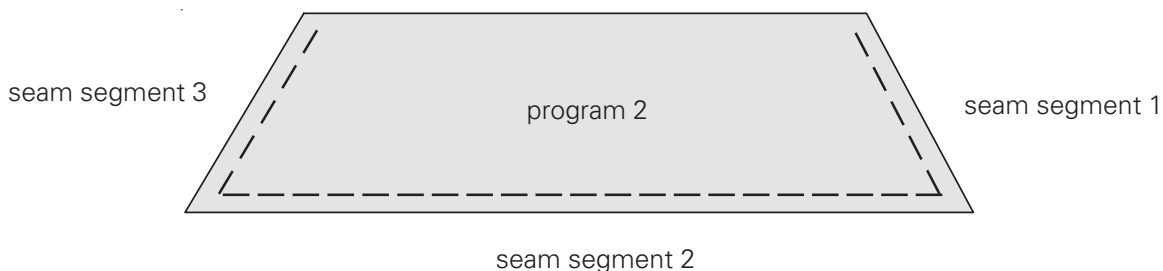 seam segment 3
program 2
seam segment 1
seam segment 2